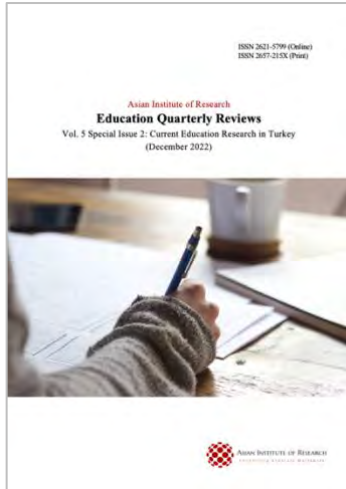 ISSN 2621-5799 (Online)
ISSN 2657-215X (Print)
Asian Institute of Research
Education Quarterly Reviews
Vol. 5 Special Issue 2: Current Education Research in Turkey
(December 2022)
ASIAN INSTITUTE OF RESEARCH